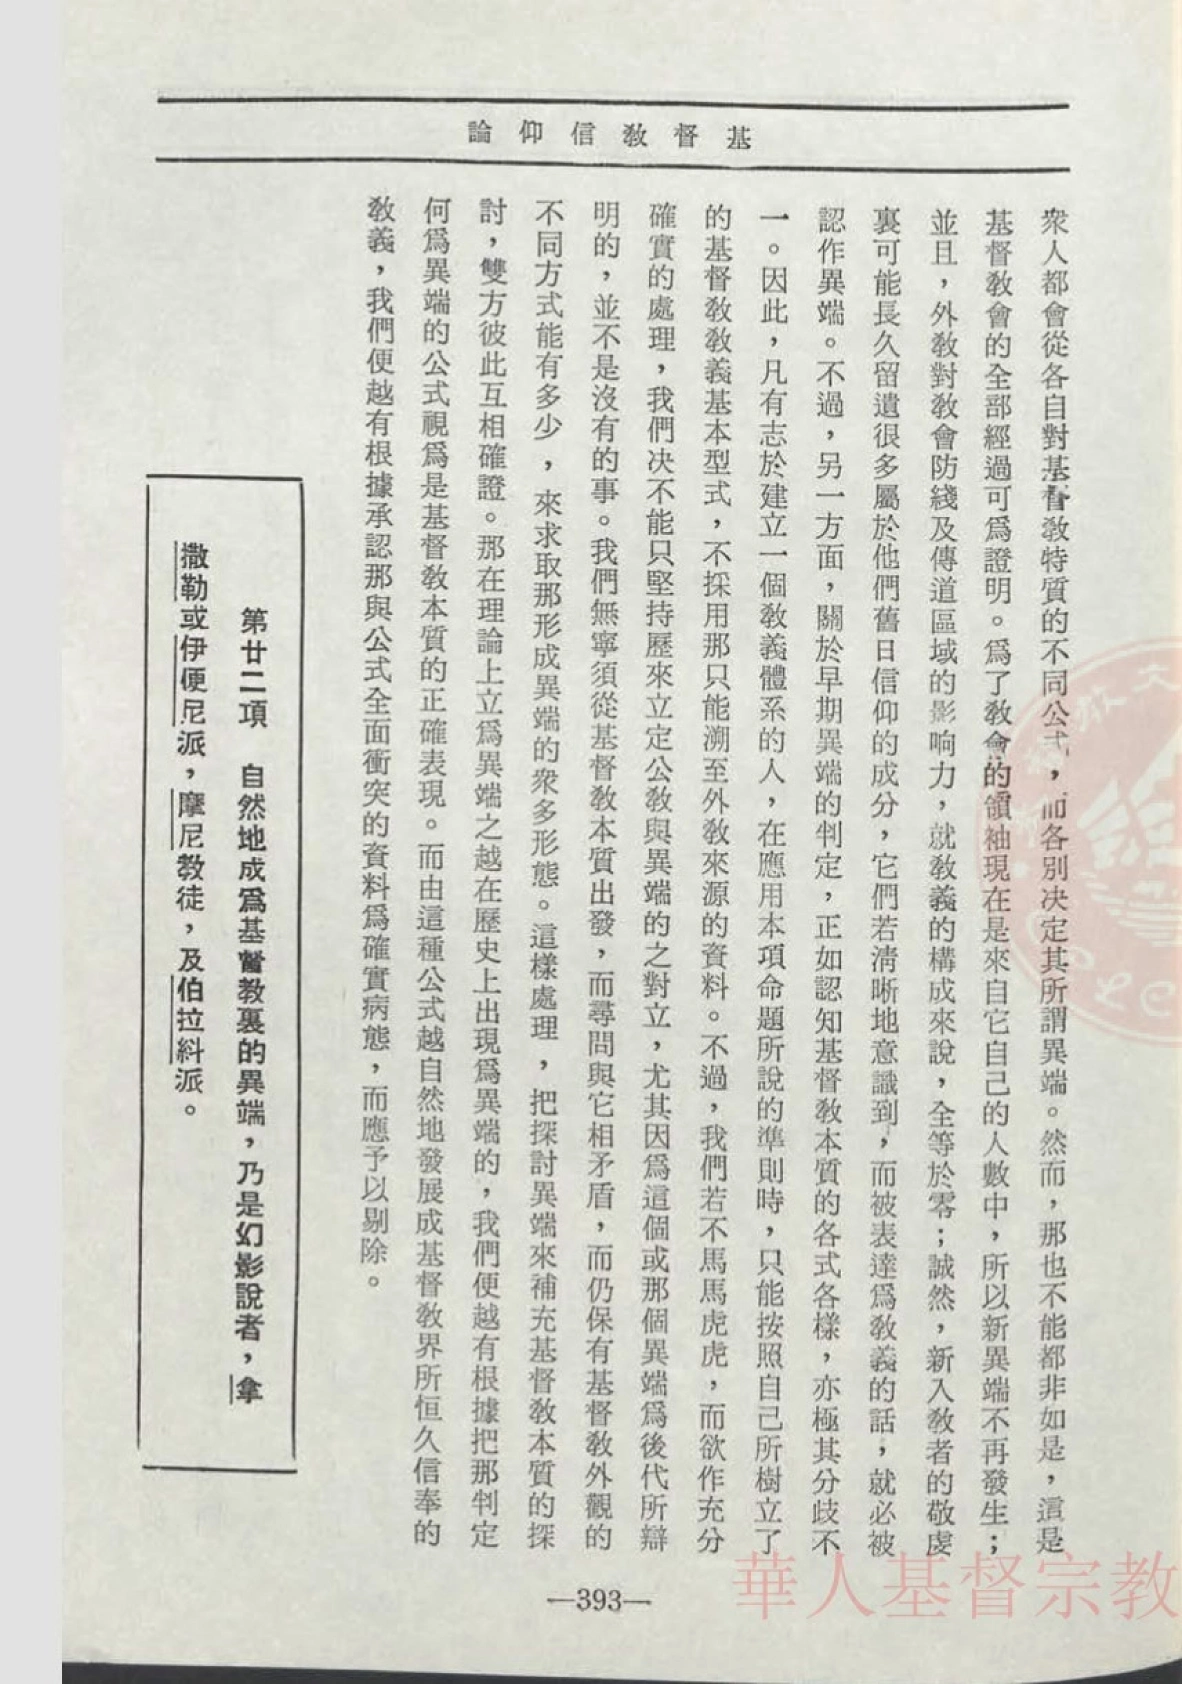 基督教信仰論
衆人都會從各自對基督教特質的不同公式，而各別決定其所謂異端。然而，那也不能都非如是，這是
基督教會的全部經過可爲證明。爲了教會的領袖現在是來自它自己的人數中，所以新異端不再發生；
並且，外教對教會防綫及傳道區域的影响力，就教義的構成來說，全等於零；誠然，新入教者的敬虔
裏可能長久留遺很多屬於他們舊日信仰的成分，它們若清晰地意識到，而被表達爲教義的話，就必被
認作異端。不過，另一方面，關於早期異端的判定，正如認知基督教本質的各式各樣，亦極其分歧不
一。因此，凡有志於建立一個教義體系的人，在應用本項命題所說的準則時，只能按照自己所樹立了
的基督教教義基本型式，不採用那只能溯至外教來源的資料。不過，我們若不馬馬虎虎，而欲作充分
確實的處理，我們決不能只堅持歷來立定公教與異端的之對立，尤其因爲這個或那個異端爲後代所辯
明的，並不是沒有的事。我們無寧須從基督教本質出發，而尋問與它相矛盾，而仍保有基督教外觀的
不同方式能有多少，來求取那形成異端的衆多形態。這樣處理，把探討異端來補充基督教本質的探
討，雙方彼此互相確證。那在理論上立爲異端之越在歷史上出現爲異端的，我們便越有根據把那判定
何爲異端的公式視爲是基督教本質的正確表現。而由這種公式越自然地發展成基督教界所恒久信奉的
教義，我們便越有根據承認那與公式全面衝突的資料爲確實病態，而應予以剔除。
第廿二項　自然地成爲基督教裏的異端，乃是幻影說者，拿
撒勒或伊便尼派，摩尼教徒，及伯拉糾派。
—393—
華人基督宗教